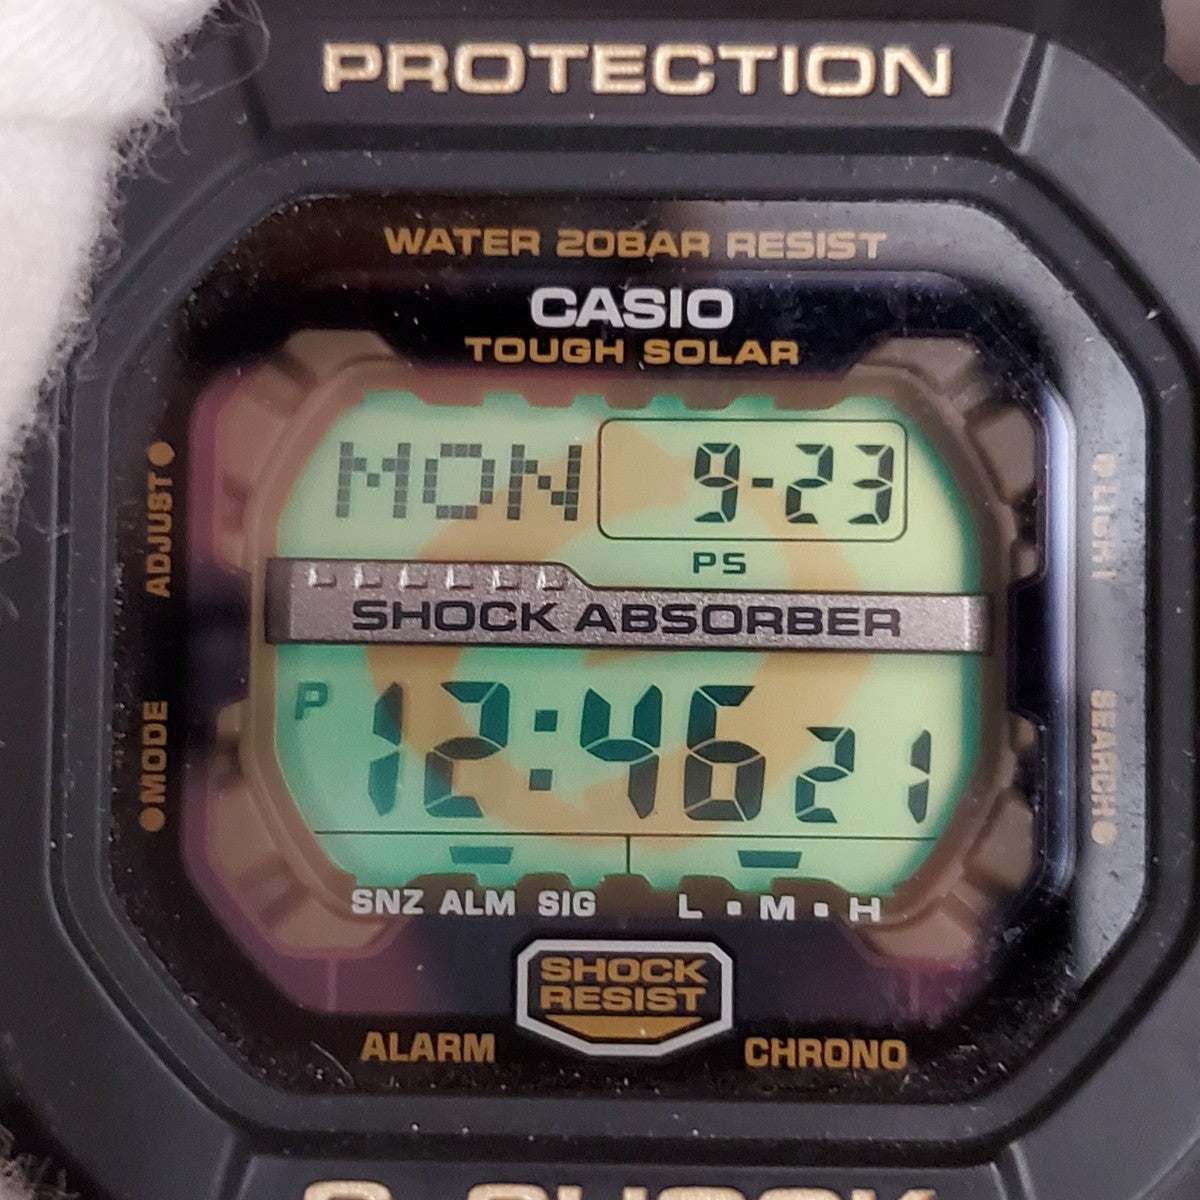 PROTECTION
WATER 20BAR RESIST
CASIO
TOUGH SOLAR
ADJUST
LIGHT
MON 9-23
PS
SHOCK ABSORBER
P 12:46 21
MODE
SEARCH
SNZ ALM SIG L • M • H
SHOCK
RESIST
ALARM CHRONO
G-SHOCK